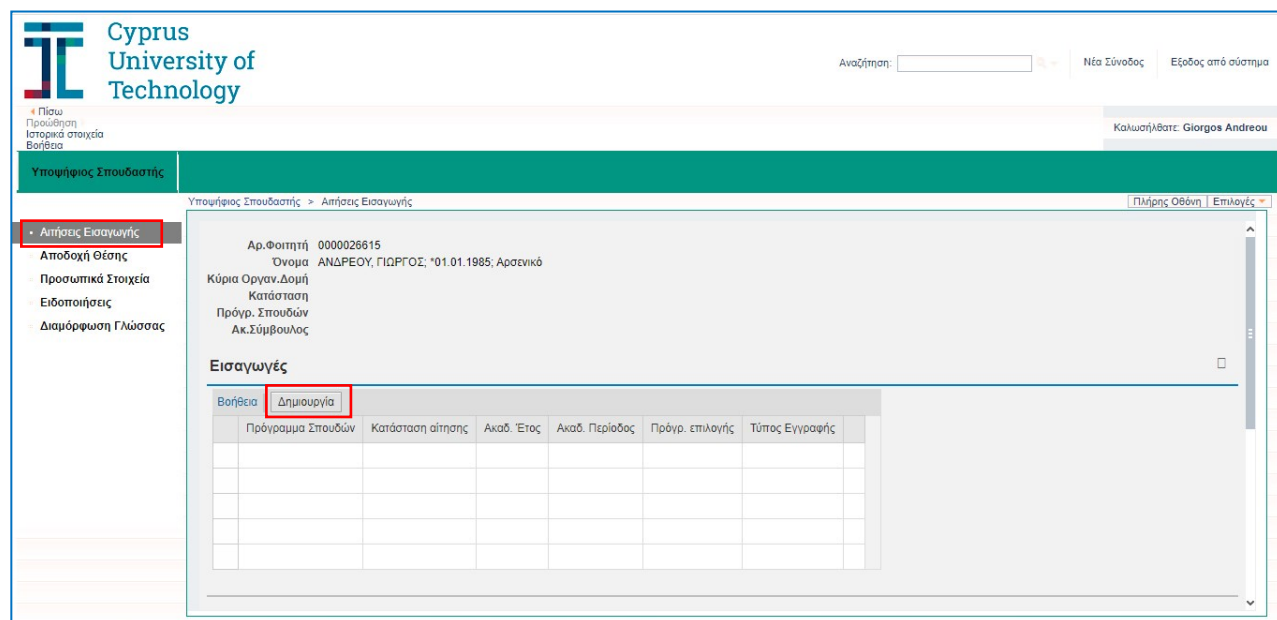 Cyprus
University of
Technology
Αναζήτηση:
Νέα Σύνοδος
Εξοδος από σύστημα
Πίσω
Προώθηση
Ιστορικά στοιχεία
Βοήθεια
Καλωσήλθατε: Giorgos Andreou
Υποψήφιος Σπουδαστής
Υποψήφιος Σπουδαστής > Αιτήσεις Εισαγωγής
Πλήρης Οθόνη
Επιλογές
• Αιτήσεις Εισαγωγής
Αποδοχή Θέσης
Προσωπικά Στοιχεία
Ειδοποιήσεις
Διαμόρφωση Γλώσσας
Αρ.Φοιτητή 0000026615
Όνομα ΑΝΔΡΕΟΥ, ΓΙΩΡΓΟΣ; *01.01.1985; Αρσενικό
Κύρια Οργαν.Δομή
Κατάσταση
Πρόγρ. Σπουδών
Ακ.Σύμβουλος
Εισαγωγές
Βοήθεια
Δημιουργία
Πρόγραμμα Σπουδών Κατάσταση αίτησης Ακαδ. Έτος Ακαδ. Περίοδος Πρόγρ. επιλογής Τύπος Εγγραφής